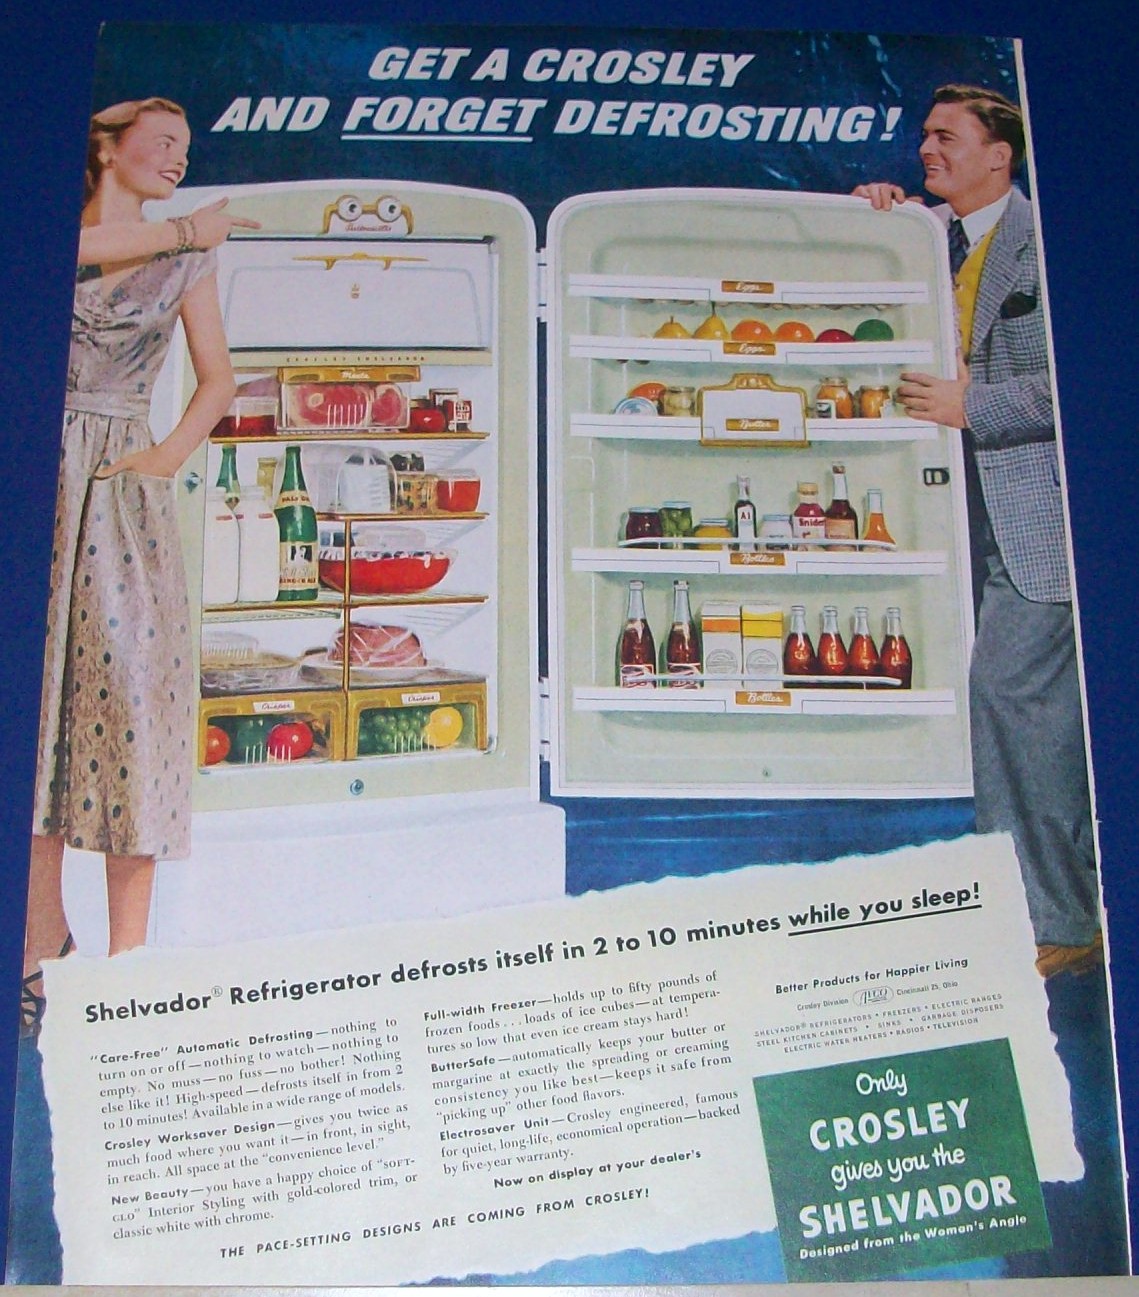 GET A CROSLEY
AND FORGET DEFROSTING!
Meats
Crisper
Crisper
Eggs
Eggs
Butter
A1
Snider
Bottles
Bottles
Shelvador® Refrigerator defrosts itself in 2 to 10 minutes while you sleep!
"Care-Free" Automatic Defrosting—nothing to
turn on or off—nothing to watch—nothing to
empty. No muss—no fuss—no bother! Nothing
else like it! High-speed—defrosts itself in from 2
to 10 minutes! Available in a wide range of models.
Crosley Worksaver Design—gives you twice as
much food where you want it—in front, in sight,
in reach. All space at the "convenience level."
New Beauty—you have a happy choice of "SOFT-
GLO" Interior Styling with gold-colored trim, or
classic white with chrome.
Full-width Freezer—holds up to fifty pounds of
frozen foods . . . loads of ice cubes—at tempera-
tures so low that even ice cream stays hard!
ButterSafe—automatically keeps your butter or
margarine at exactly the spreading or creaming
consistency you like best—keeps it safe from
"picking up" other food flavors.
Electrosaver Unit—Crosley engineered, famous
for quiet, long-life, economical operation—backed
by five-year warranty.
Now on display at your dealer's
THE PACE-SETTING DESIGNS ARE COMING FROM CROSLEY!
Better Products for Happier Living
Crosley Division AVCO Cincinnati 25, Ohio
SHELVADOR® REFRIGERATORS • FREEZERS • ELECTRIC RANGES
STEEL KITCHEN CABINETS • SINKS • GARBAGE DISPOSERS
ELECTRIC WATER HEATERS • RADIOS • TELEVISION
Only
CROSLEY
gives you the
SHELVADOR
Designed from the Woman's Angle